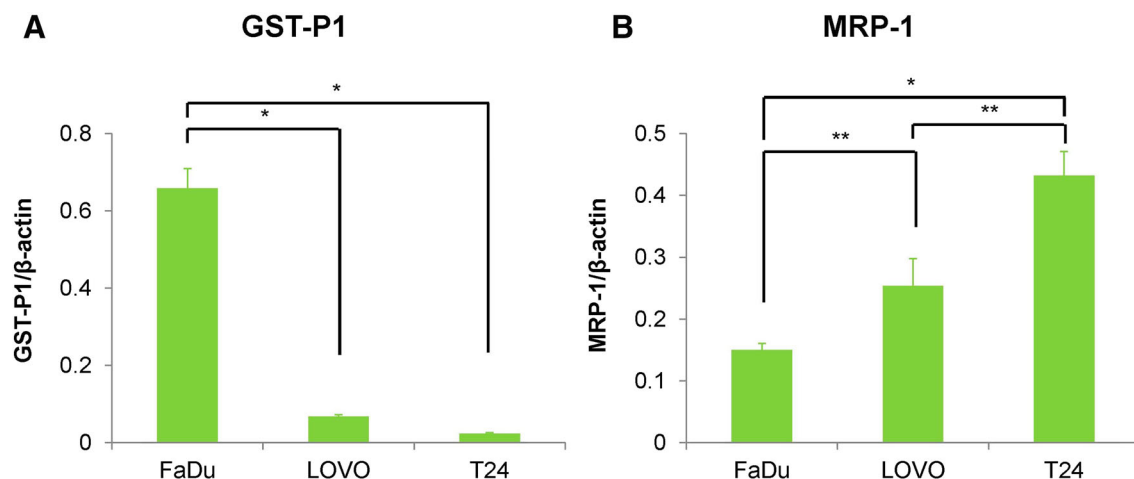 A
GST-P1
*
*
GST-P1/β-actin
0.8
0.6
0.4
0.2
0
FaDu LOVO T24
B
MRP-1
*
**
**
MRP-1/β-actin
0.5
0.4
0.3
0.2
0.1
0
FaDu LOVO T24